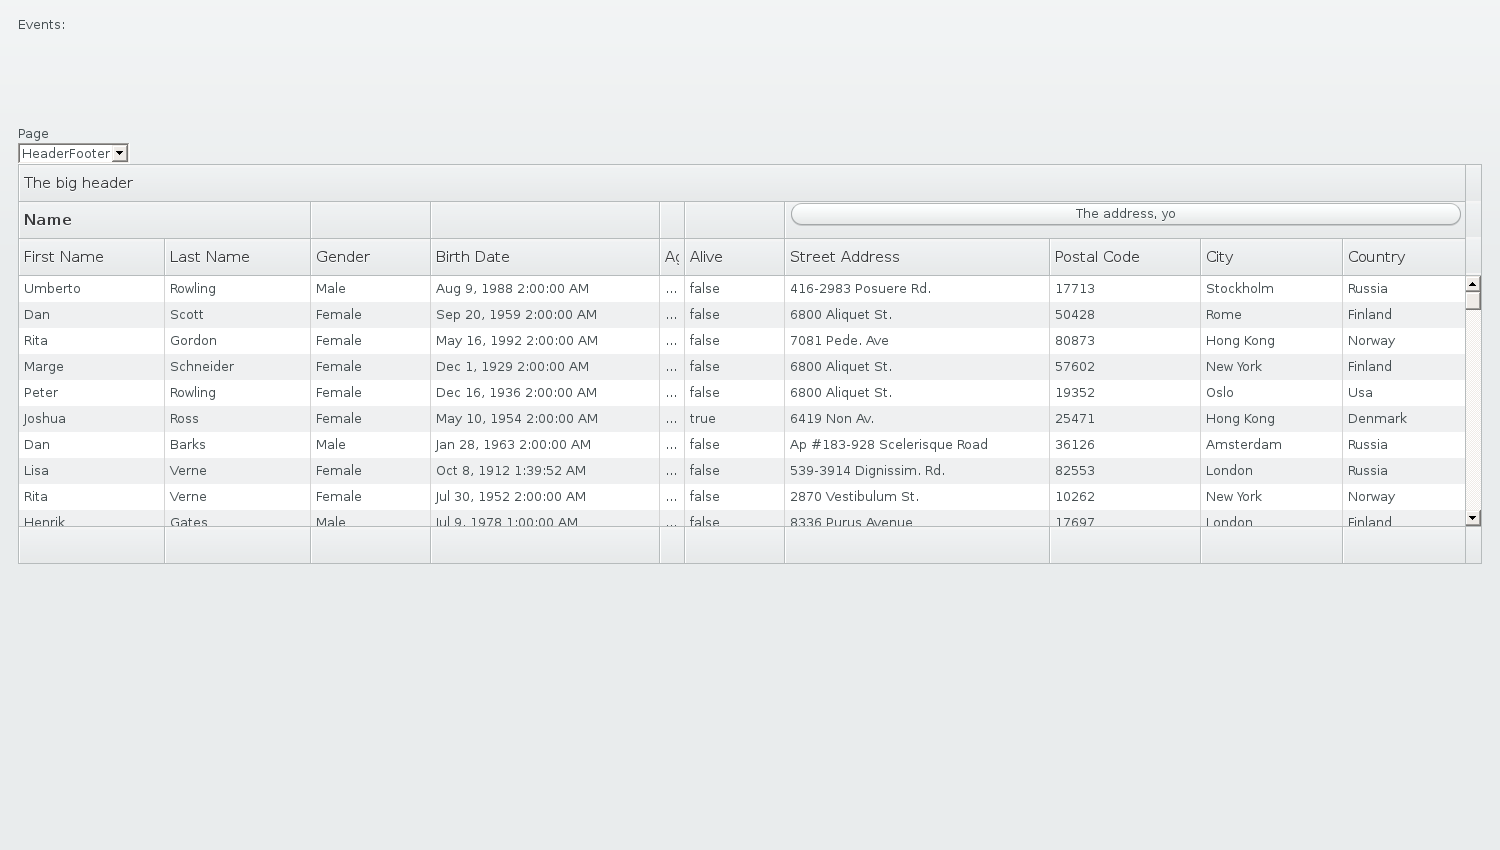 Events:
Page
HeaderFooter
The big header
Name The address, yo
First Name Last Name Gender Birth Date Ag Alive Street Address Postal Code City Country
Umberto Rowling Male Aug 9, 1988 2:00:00 AM ... false 416-2983 Posuere Rd. 17713 Stockholm Russia
Dan Scott Female Sep 20, 1959 2:00:00 AM ... false 6800 Aliquet St. 50428 Rome Finland
Rita Gordon Female May 16, 1992 2:00:00 AM ... false 7081 Pede. Ave 80873 Hong Kong Norway
Marge Schneider Female Dec 1, 1929 2:00:00 AM ... false 6800 Aliquet St. 57602 New York Finland
Peter Rowling Female Dec 16, 1936 2:00:00 AM ... false 6800 Aliquet St. 19352 Oslo Usa
Joshua Ross Female May 10, 1954 2:00:00 AM ... true 6419 Non Av. 25471 Hong Kong Denmark
Dan Barks Male Jan 28, 1963 2:00:00 AM ... false Ap #183-928 Scelerisque Road 36126 Amsterdam Russia
Lisa Verne Female Oct 8, 1912 1:39:52 AM ... false 539-3914 Dignissim. Rd. 82553 London Russia
Rita Verne Female Jul 30, 1952 2:00:00 AM ... false 2870 Vestibulum St. 10262 New York Norway
Henrik Gates Male Jul 9, 1978 1:00:00 AM ... false 8336 Purus Avenue 17697 London Finland